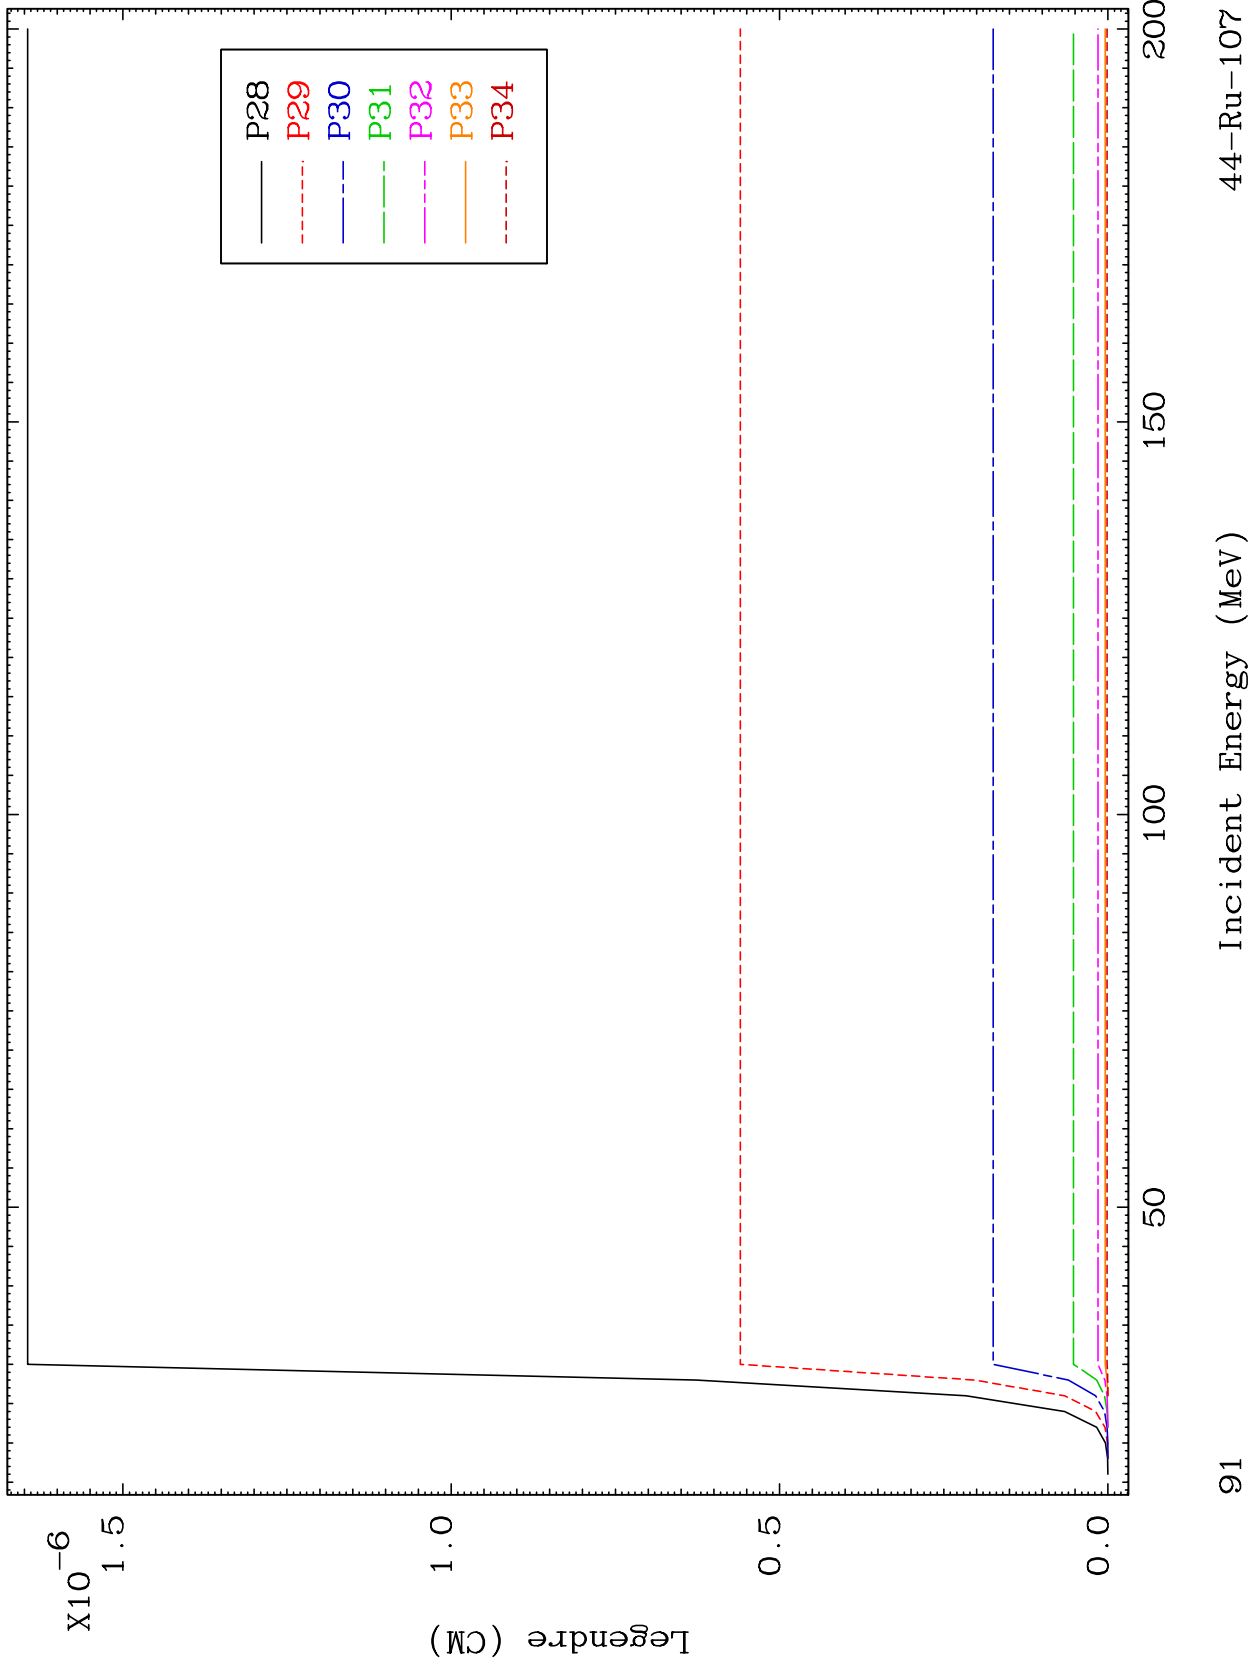 X10-6
1.5
1.0
0.5
0.0
Legendre (CM)
P28
P29
P30
P31
P32
P33
P34
50
100
150
200
Incident Energy (MeV)
91
44-Ru-107